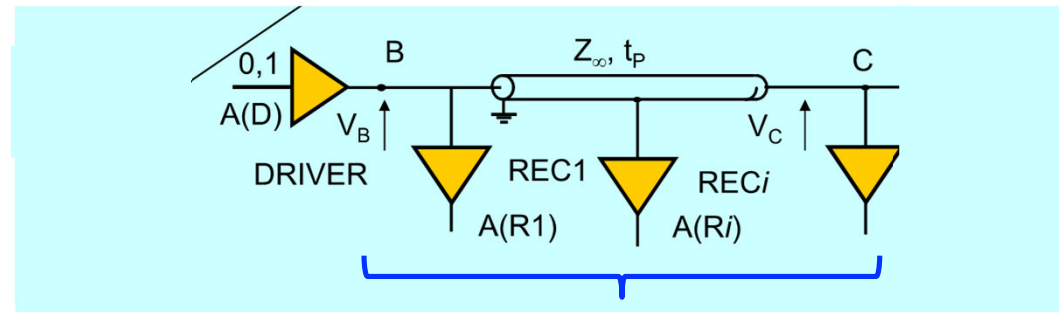 0,1
B
Z∞, tP
C
A(D)
VB
VC
DRIVER
REC1
RECi
A(R1)
A(Ri)